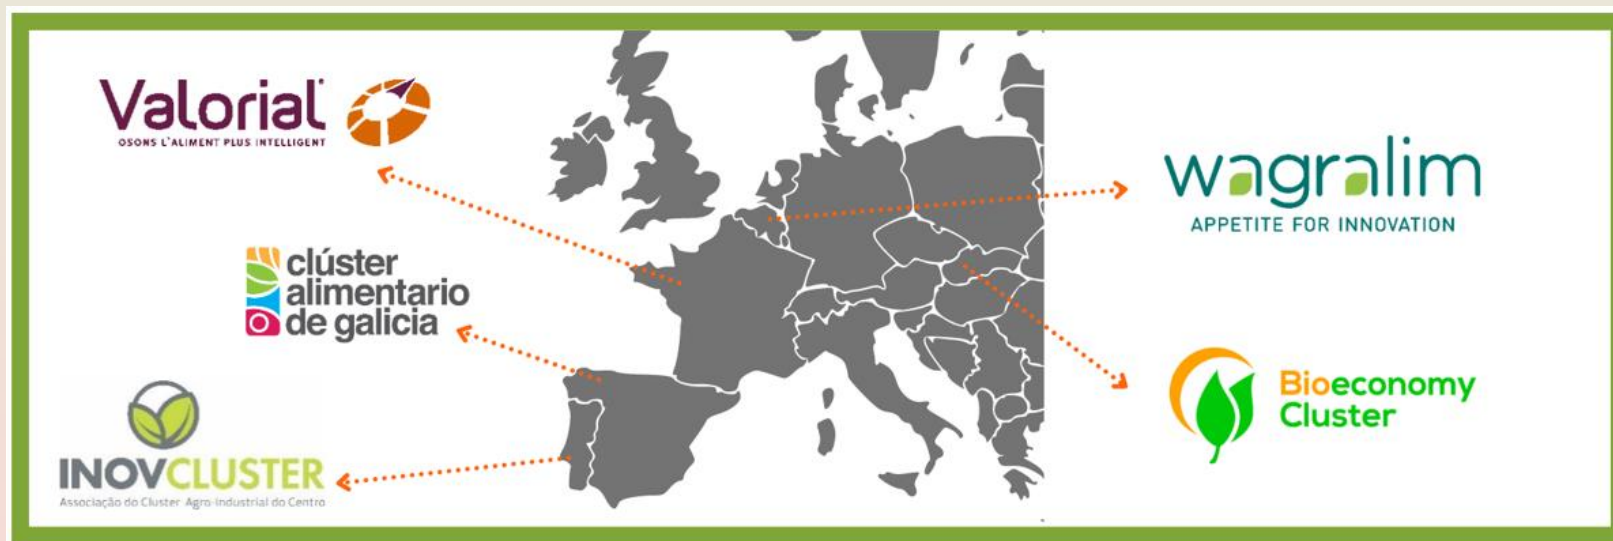 Valorial
OSONS L'ALIMENT PLUS INTELLIGENT
clúster
alimentario
de galicia
INOVCLUSTER
Associação do Cluster Agro-Industrial do Centro
wagralim
APPETITE FOR INNOVATION
Bioeconomy
Cluster